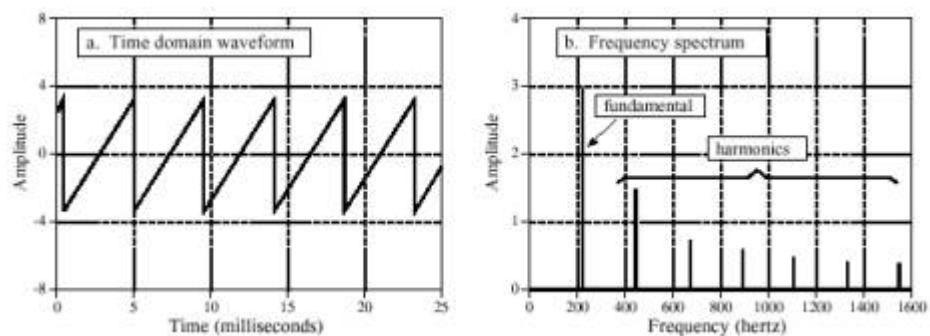 a. Time domain waveform
Amplitude
8
4
0
-4
-8
0 5 10 15 20 25
Time (milliseconds)
b. Frequency spectrum
fundamental
harmonics
Amplitude
4
3
2
1
0
0 200 400 600 800 1000 1200 1400 1600
Frequency (hertz)